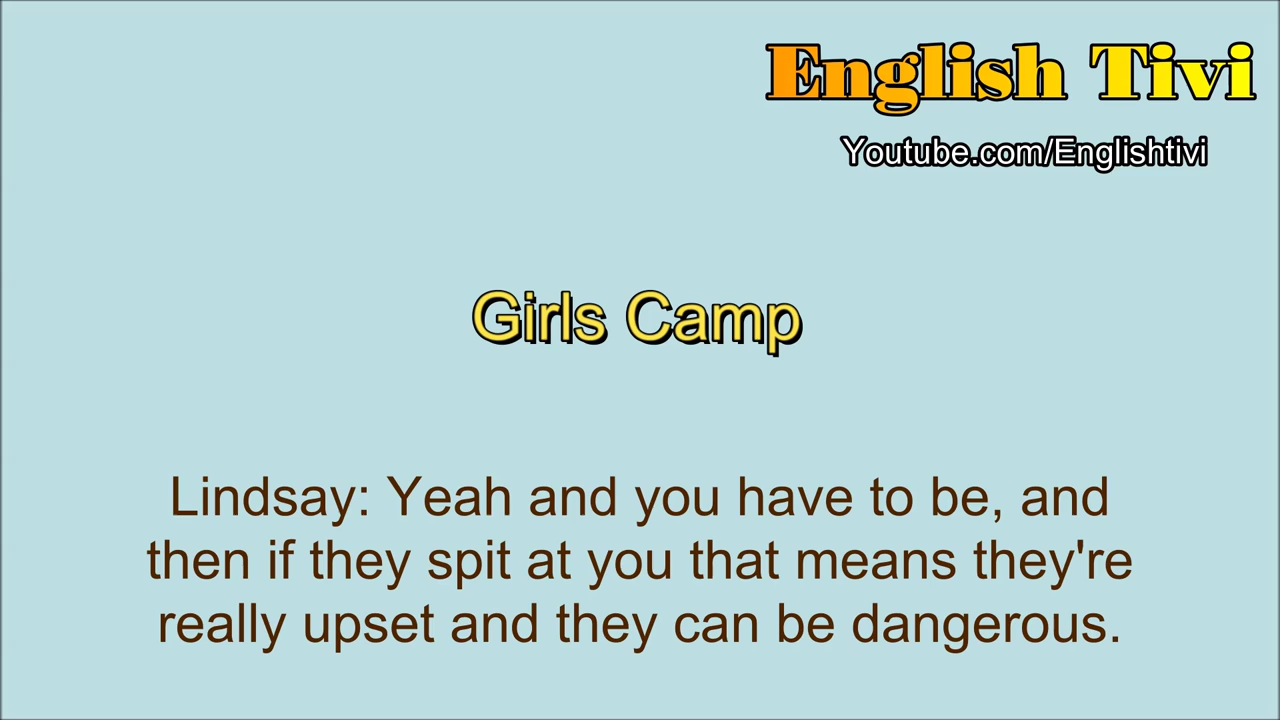 English Tivi
Youtube.com/Englishtivi
Girls Camp
Lindsay: Yeah and you have to be, and
then if they spit at you that means they're
really upset and they can be dangerous.